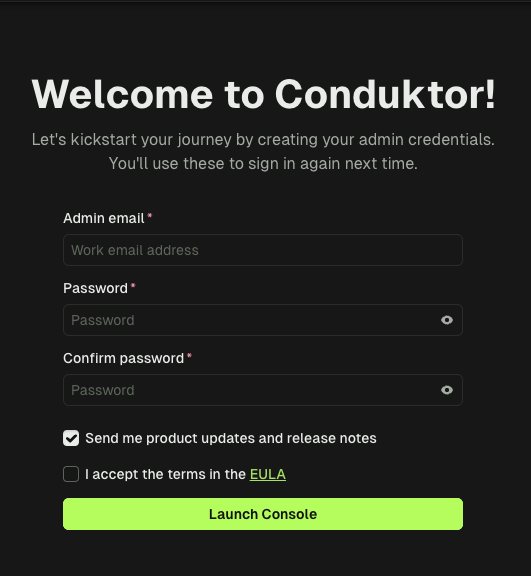 Welcome to Conduktor!
Let's kickstart your journey by creating your admin credentials.
You'll use these to sign in again next time.
Admin email *
Work email address
Password *
Password
Confirm password *
Password
Send me product updates and release notes
I accept the terms in the EULA
Launch Console